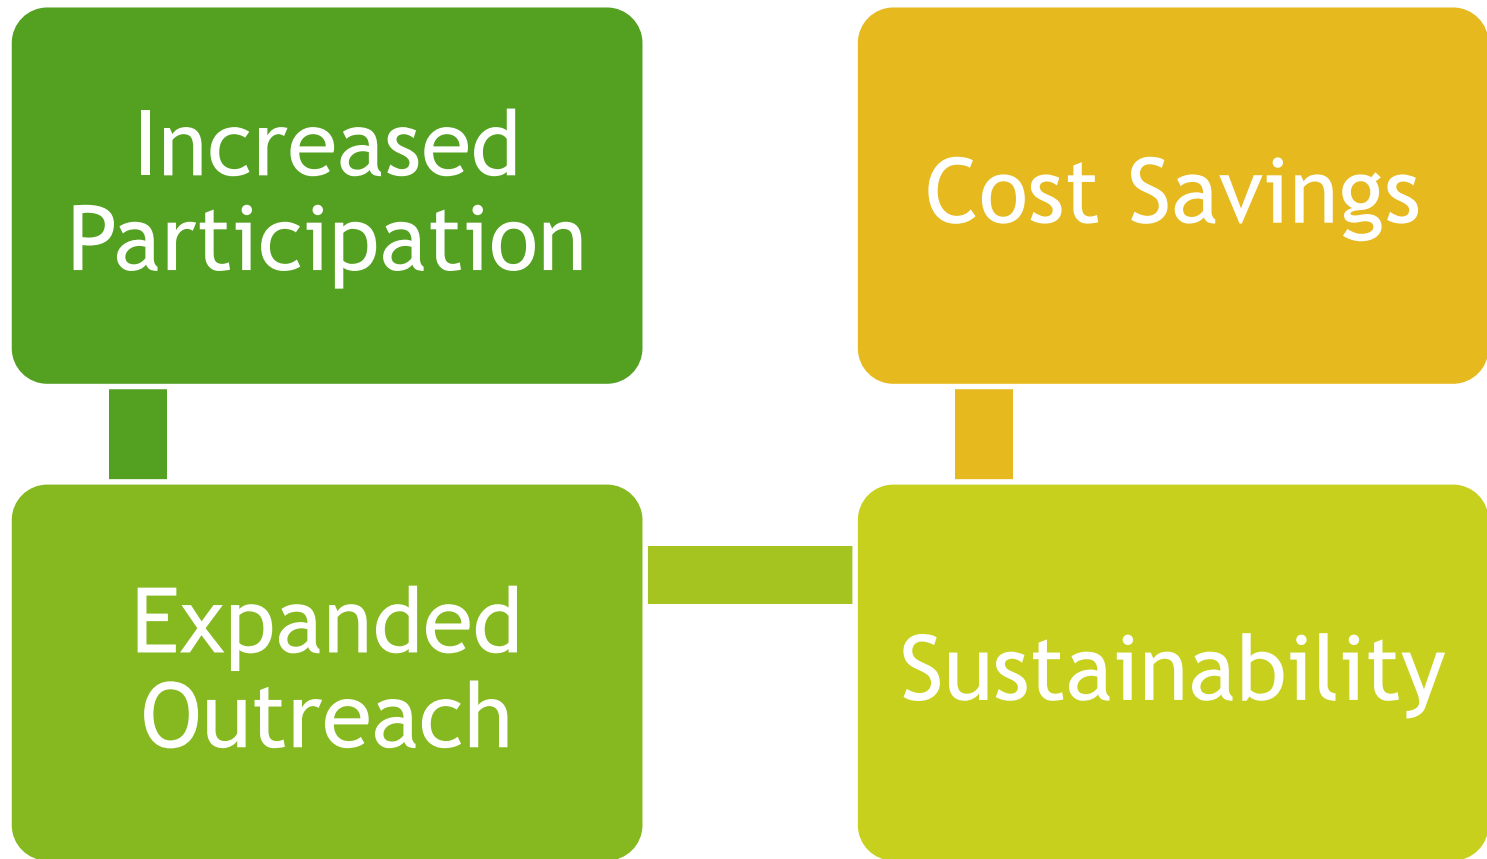 Increased
Participation
Expanded
Outreach
Sustainability
Cost Savings